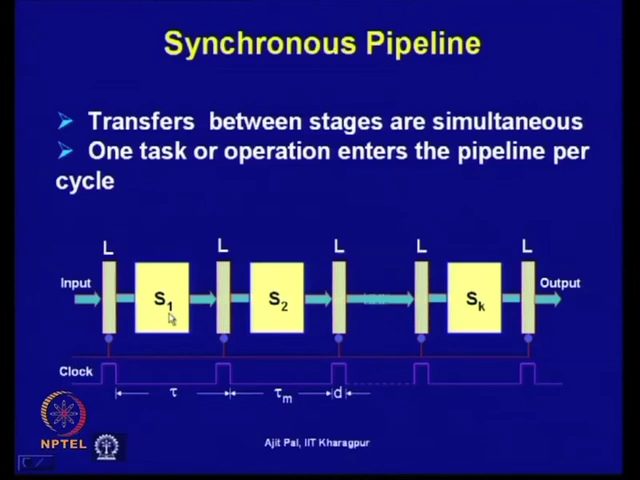 Synchronous Pipeline
Transfers between stages are simultaneous
One task or operation enters the pipeline per
cycle
L L L L L
Input S1 S2 Sk Output
Clock
τ τm d
NPTEL
Ajit Pal, IIT Kharagpur